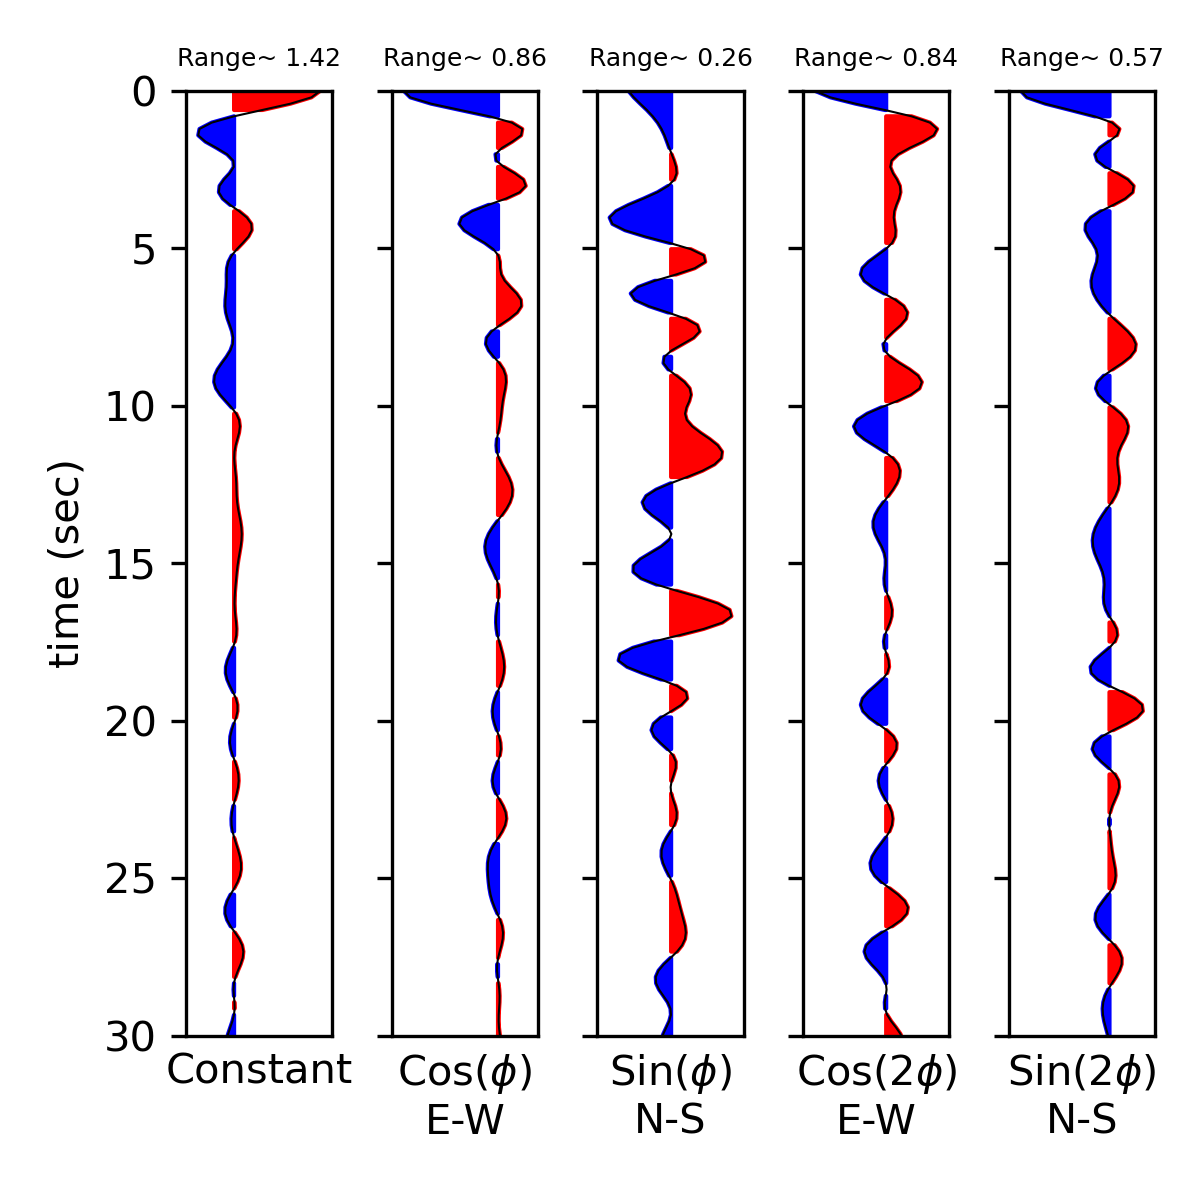 Range~ 1.42 Range~ 0.86 Range~ 0.26 Range~ 0.84 Range~ 0.57
0
5
10
15
20
25
30
time (sec)
Constant Cos(ϕ) Sin(ϕ) Cos(2ϕ) Sin(2ϕ)
E-W N-S E-W N-S